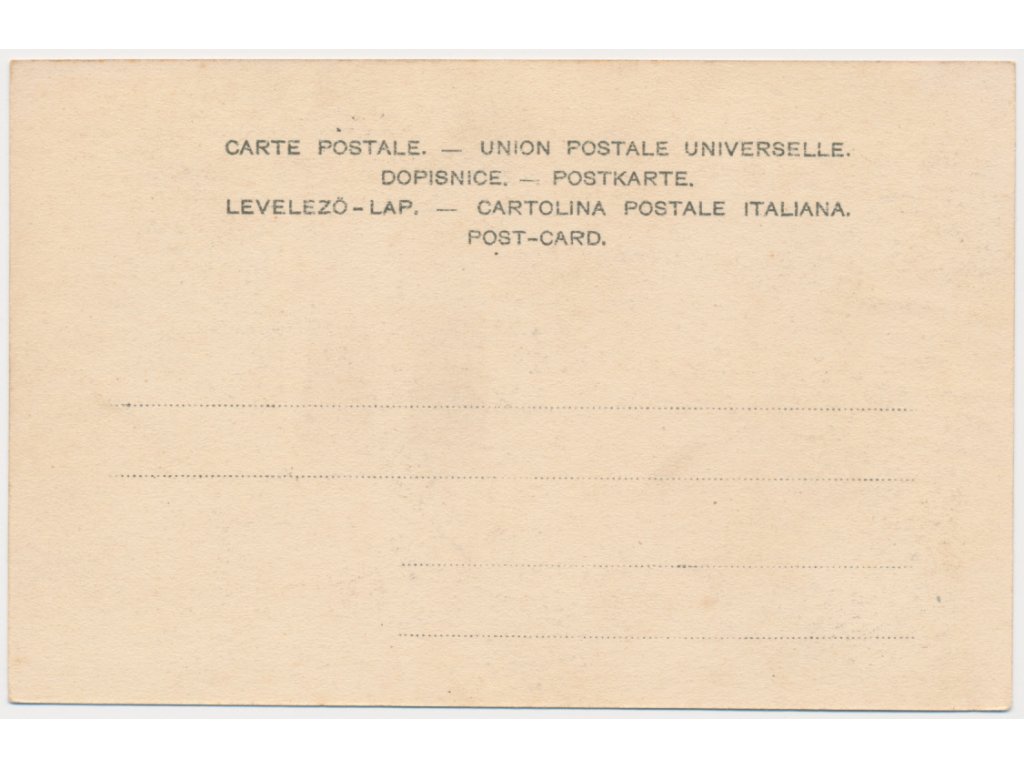 CARTE POSTALE. — UNION POSTALE UNIVERSELLE.
DOPISNICE. — POSTKARTE.
LEVELEZŐ-LAP. — CARTOLINA POSTALE ITALIANA.
POST-CARD.